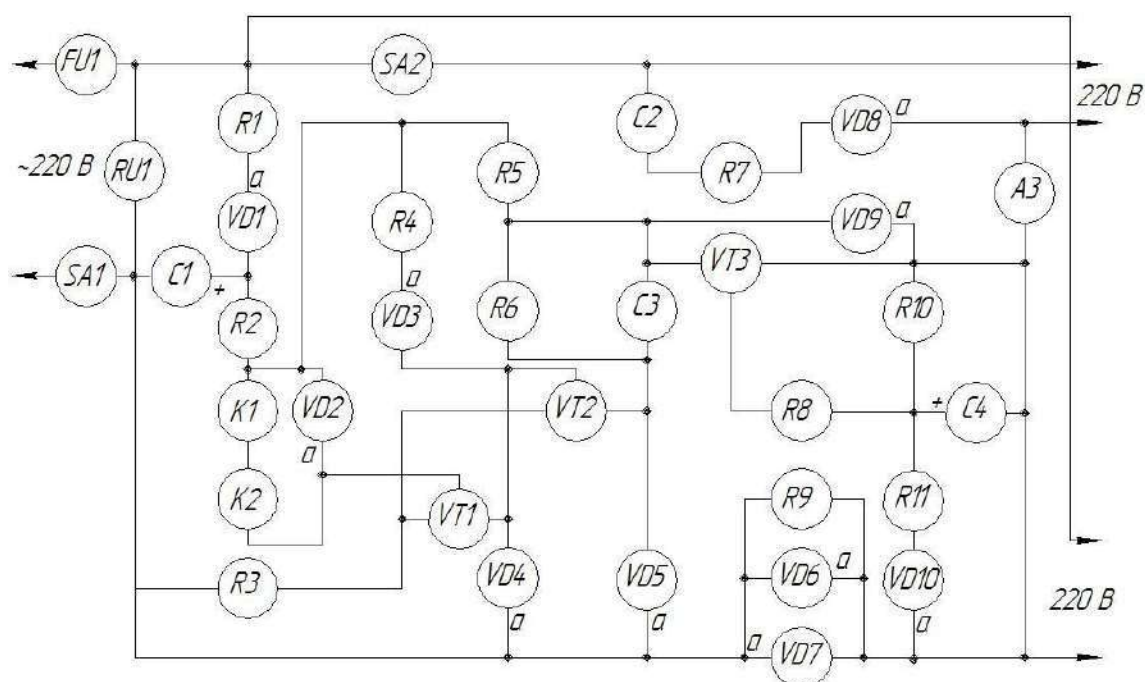 FU1 SA2
220 В
R1 C2 VD8 а
~220 В RU1 R5 R7
а A3
VD1 R4 VD9 а
SA1 C1 + VT3
R2 а VD3 R6 C3 R10
K1 VD2 VT2 R8 + C4
а
K2 VT1 R9 R11
R3 VD4 VD5 VD6 а VD10
220 В
а а а VD7 а